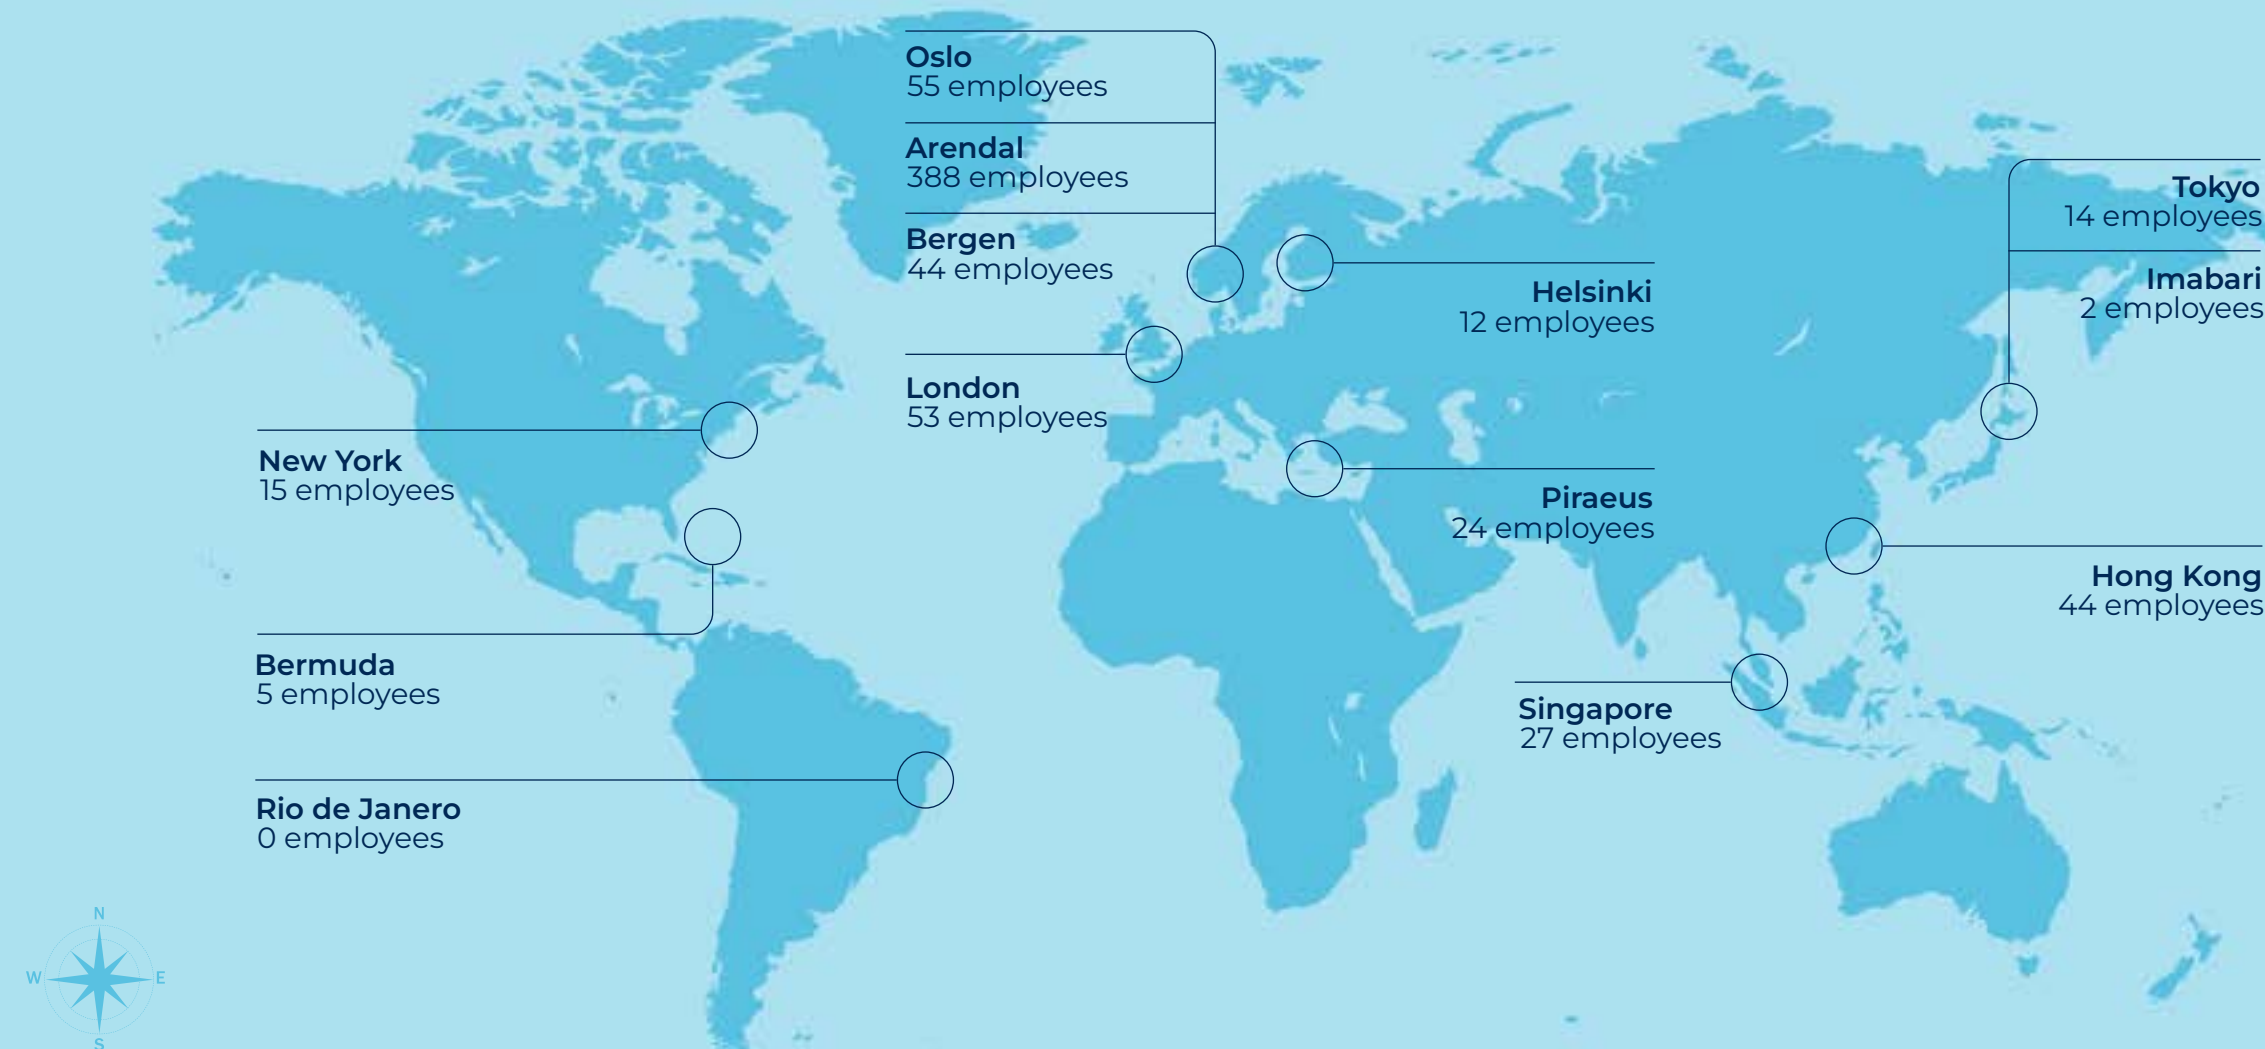 Oslo
55 employees
Arendal
388 employees
Bergen
44 employees
London
53 employees
New York
15 employees
Bermuda
5 employees
Rio de Janero
0 employees
Helsinki
12 employees
Piraeus
24 employees
Singapore
27 employees
Tokyo
14 employees
Imabari
2 employees
Hong Kong
44 employees
N
W E
S